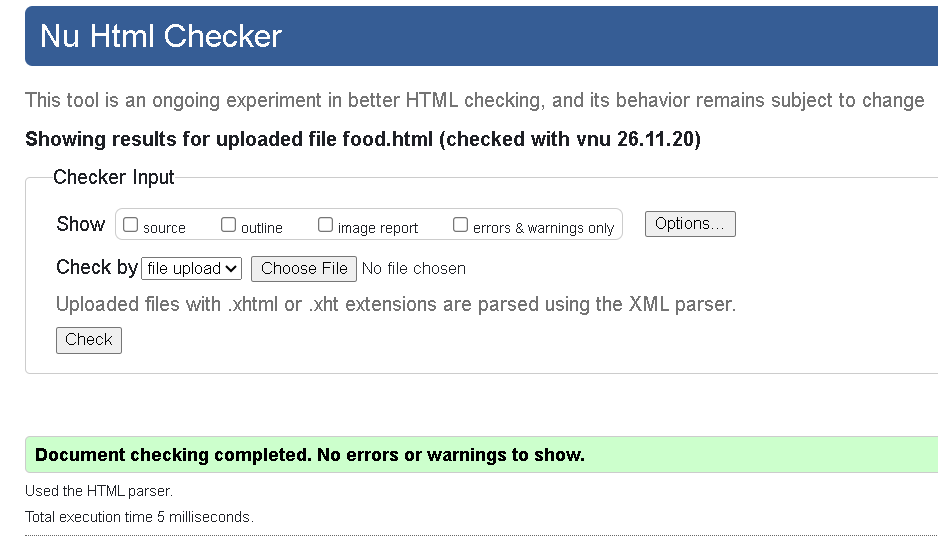 Nu Html Checker
This tool is an ongoing experiment in better HTML checking, and its behavior remains subject to change
Showing results for uploaded file food.html (checked with vnu 26.11.20)
Checker Input
Show source outline image report errors & warnings only Options...
Check by file upload Choose File No file chosen
Uploaded files with .xhtml or .xht extensions are parsed using the XML parser.
Check
Document checking completed. No errors or warnings to show.
Used the HTML parser.
Total execution time 5 milliseconds.